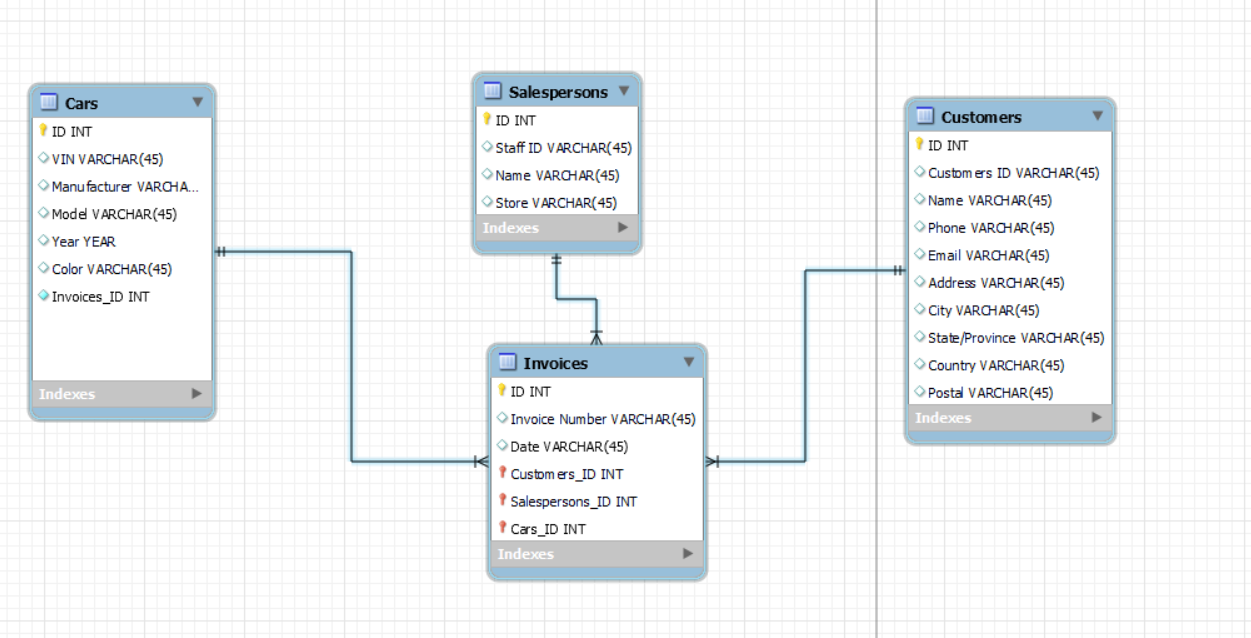 Cars
ID INT
VIN VARCHAR(45)
Manufacturer VARCHA...
Model VARCHAR(45)
Year YEAR
Color VARCHAR(45)
Invoices_ID INT
Indexes
Salespersons
ID INT
Staff ID VARCHAR(45)
Name VARCHAR(45)
Store VARCHAR(45)
Indexes
Customers
ID INT
Customers ID VARCHAR(45)
Name VARCHAR(45)
Phone VARCHAR(45)
Email VARCHAR(45)
Address VARCHAR(45)
City VARCHAR(45)
State/Province VARCHAR(45)
Country VARCHAR(45)
Postal VARCHAR(45)
Indexes
Invoices
ID INT
Invoice Number VARCHAR(45)
Date VARCHAR(45)
Customers_ID INT
Salespersons_ID INT
Cars_ID INT
Indexes